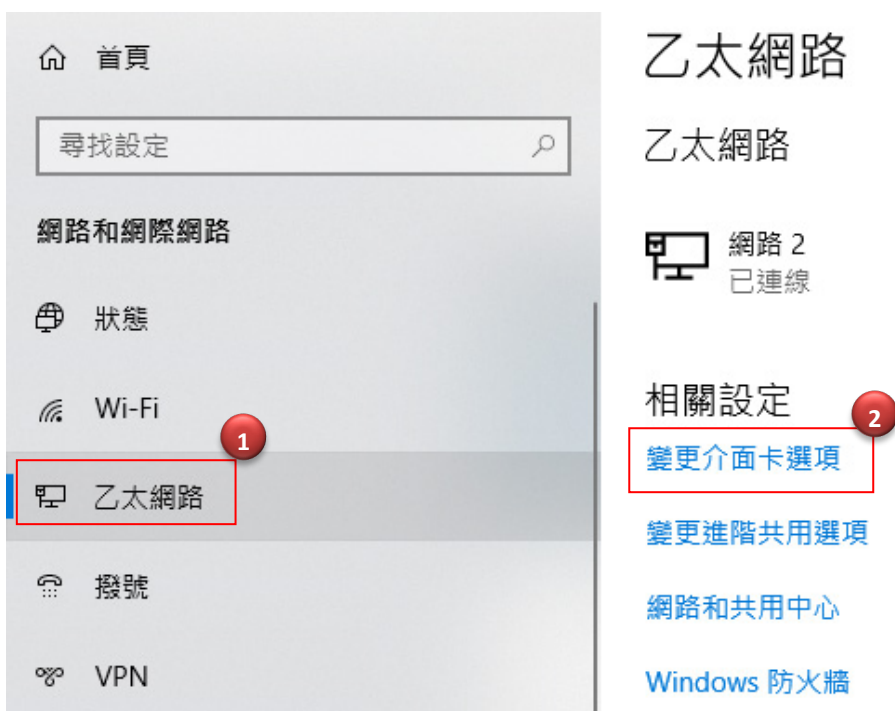 首頁
尋找設定
網路和網際網路
狀態
Wi-Fi
1
乙太網路
撥號
VPN
乙太網路
乙太網路
網路 2
已連線
相關設定
2
變更介面卡選項
變更進階共用選項
網路和共用中心
Windows 防火牆